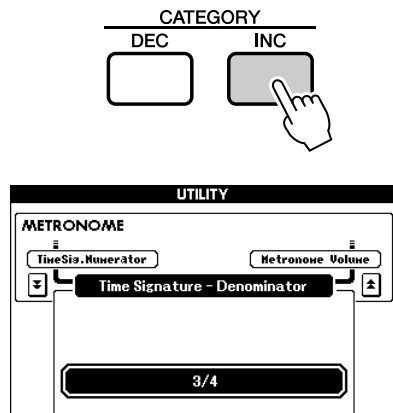 CATEGORY
DEC INC
UTILITY
METRONOME
TimeSig.Numerator Metronome Volume
Time Signature - Denominator
3/4